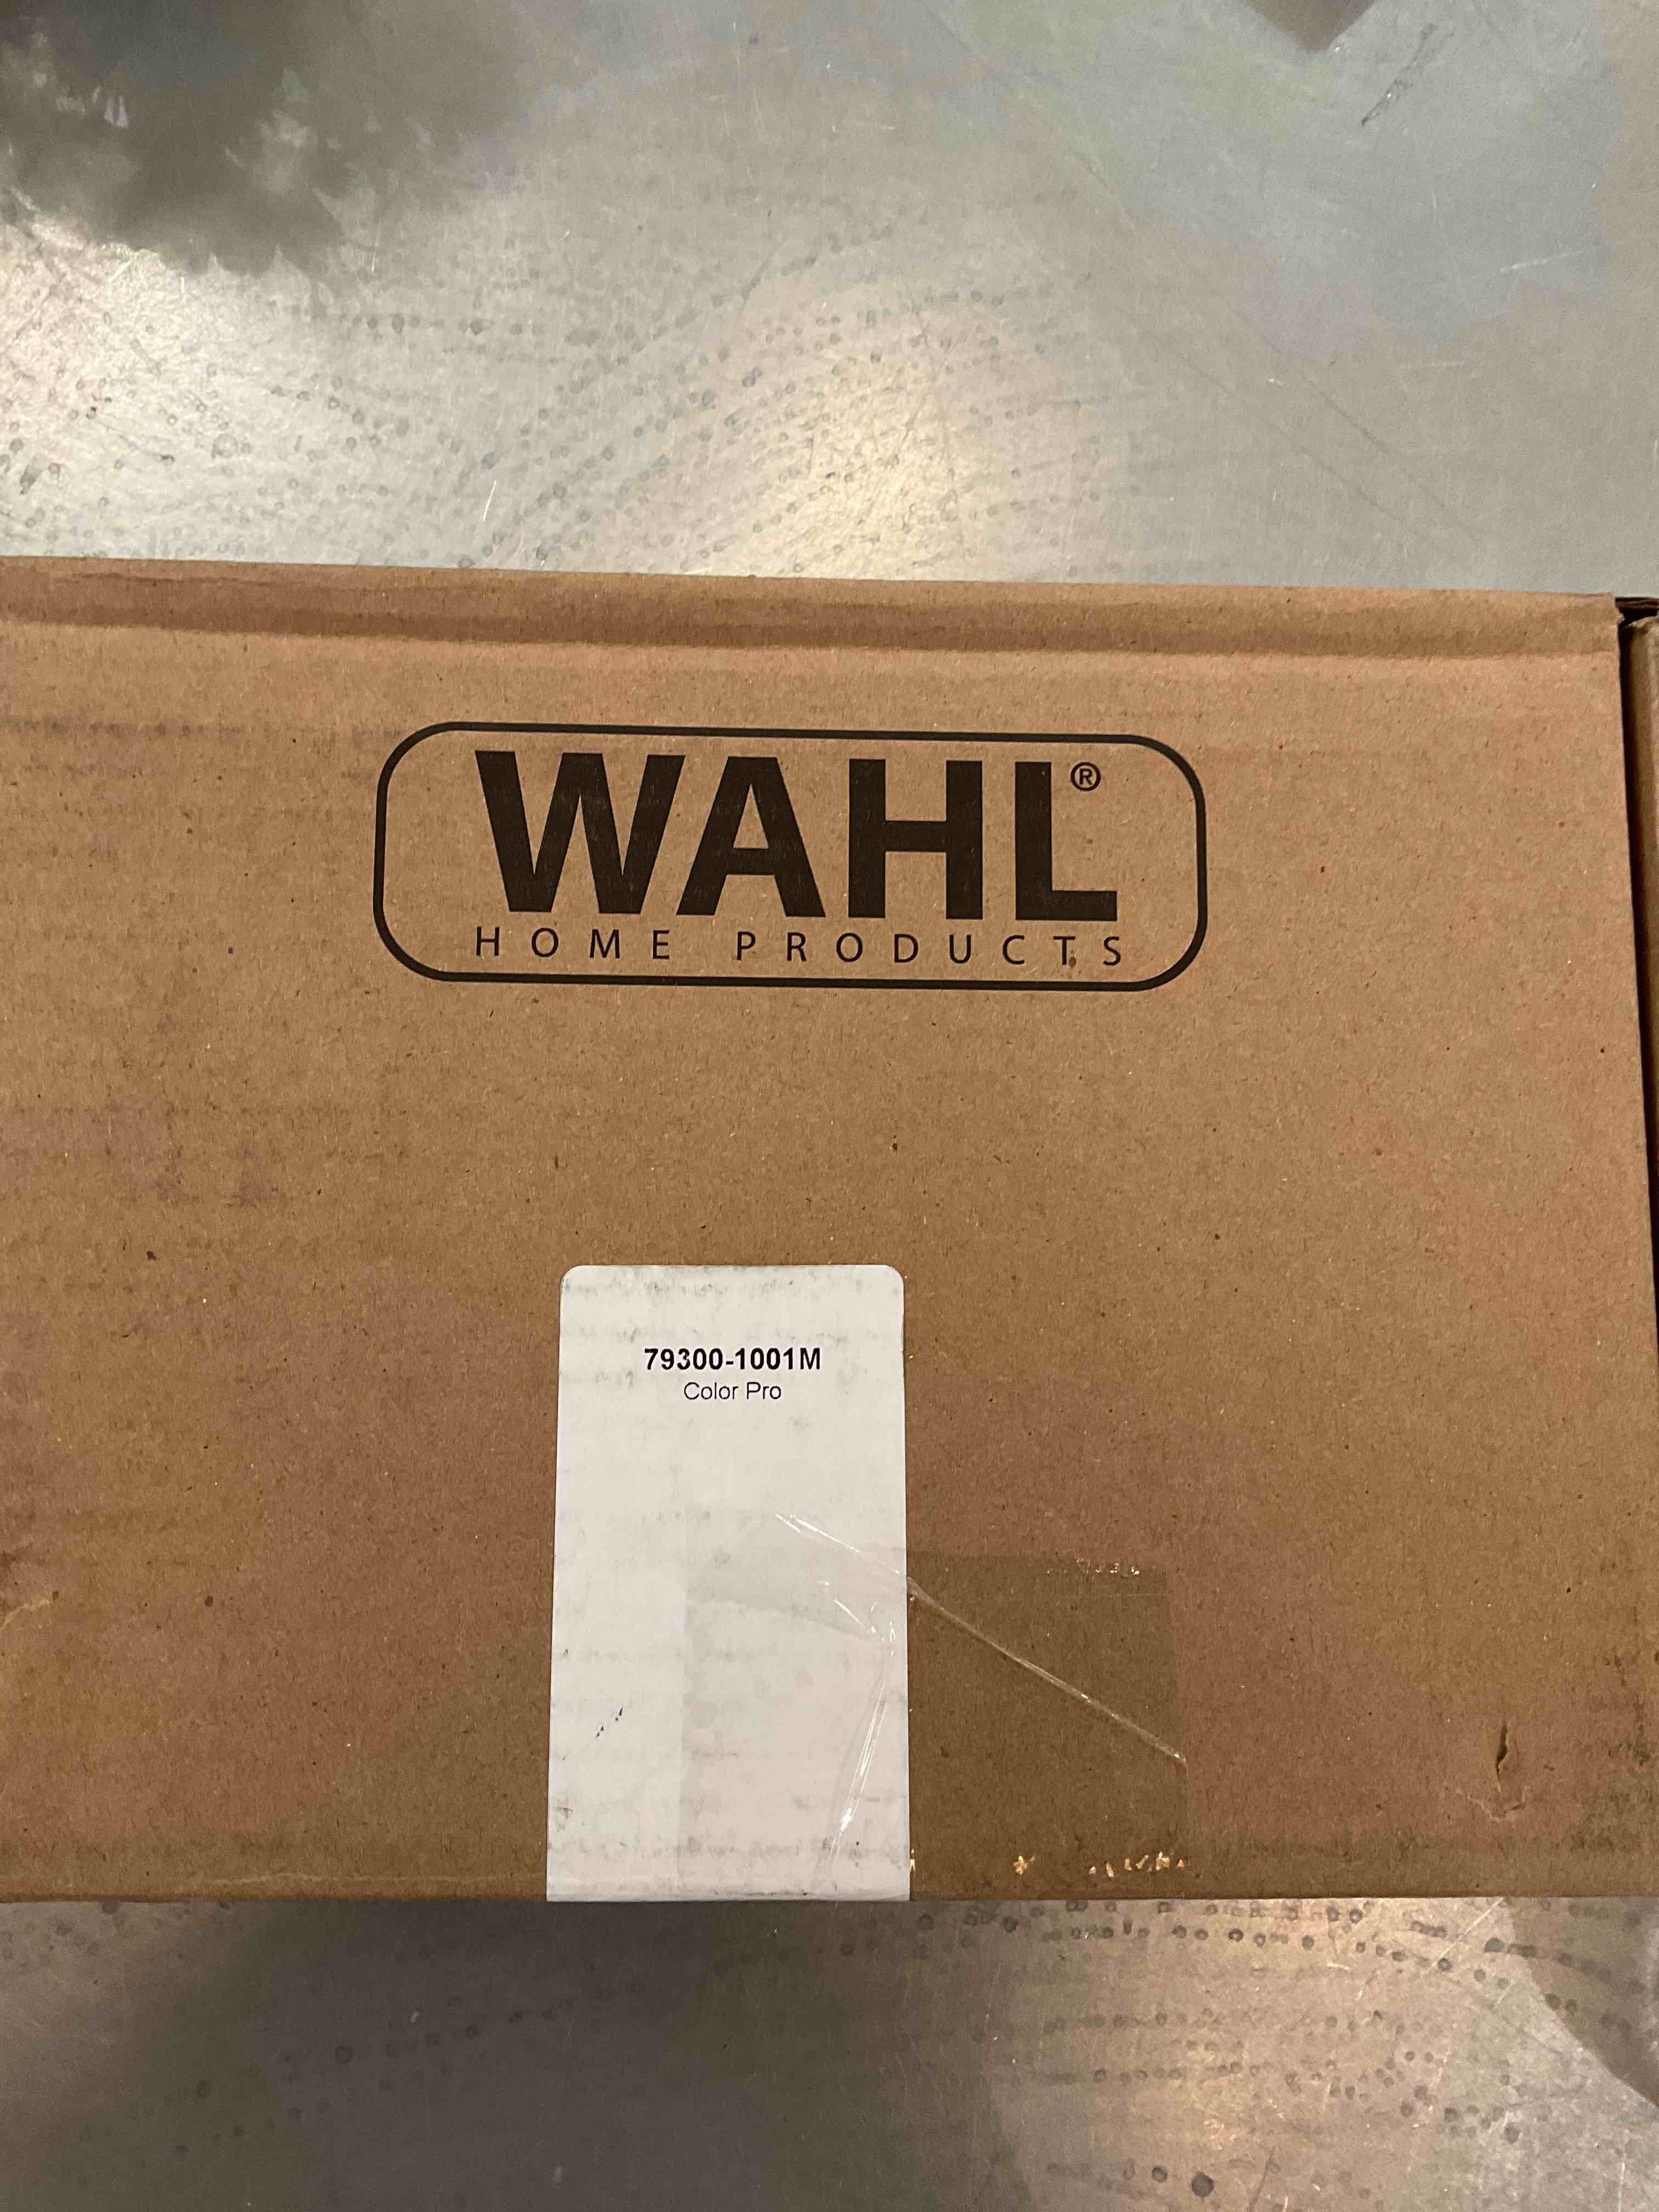 WAHL®
HOME PRODUCTS
79300-1001M
Color Pro